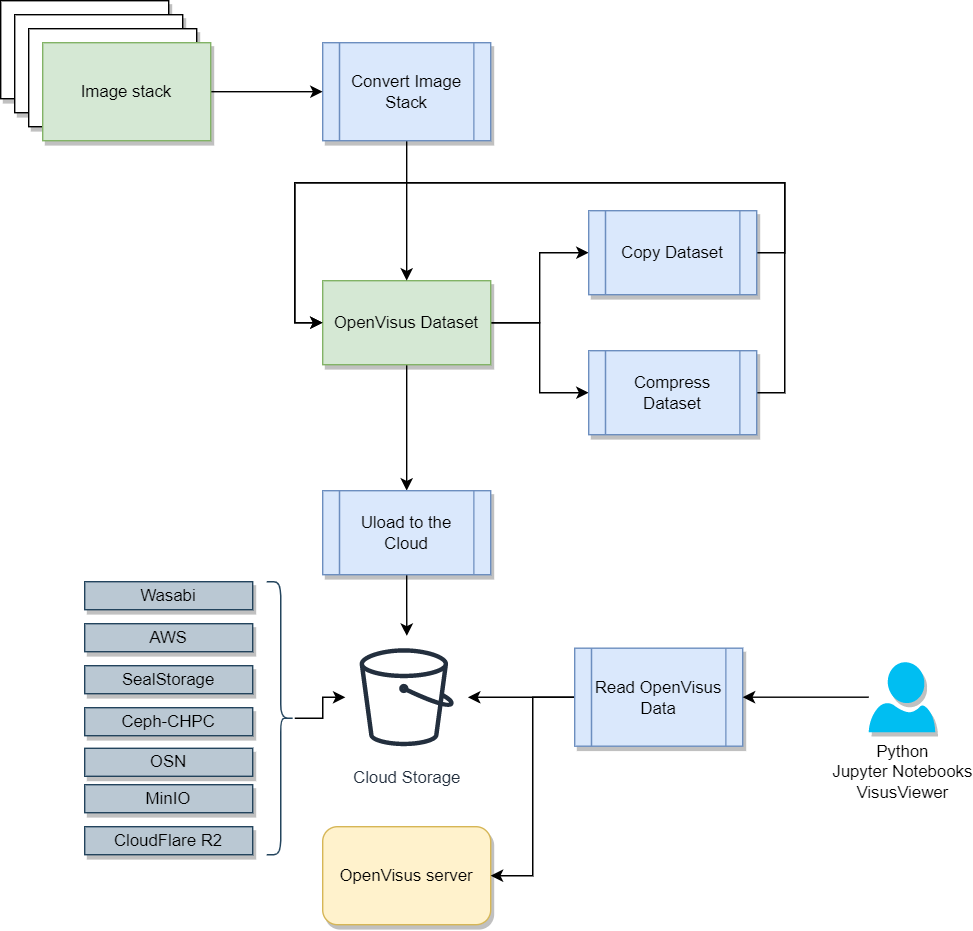 Image stack
Convert Image
Stack
Copy Dataset
OpenVisus Dataset
Compress
Dataset
Uload to the
Cloud
Wasabi
AWS
SealStorage
Ceph-CHPC
OSN
MinIO
CloudFlare R2
Cloud Storage
Read OpenVisus
Data
Python
Jupyter Notebooks
VisusViewer
OpenVisus server